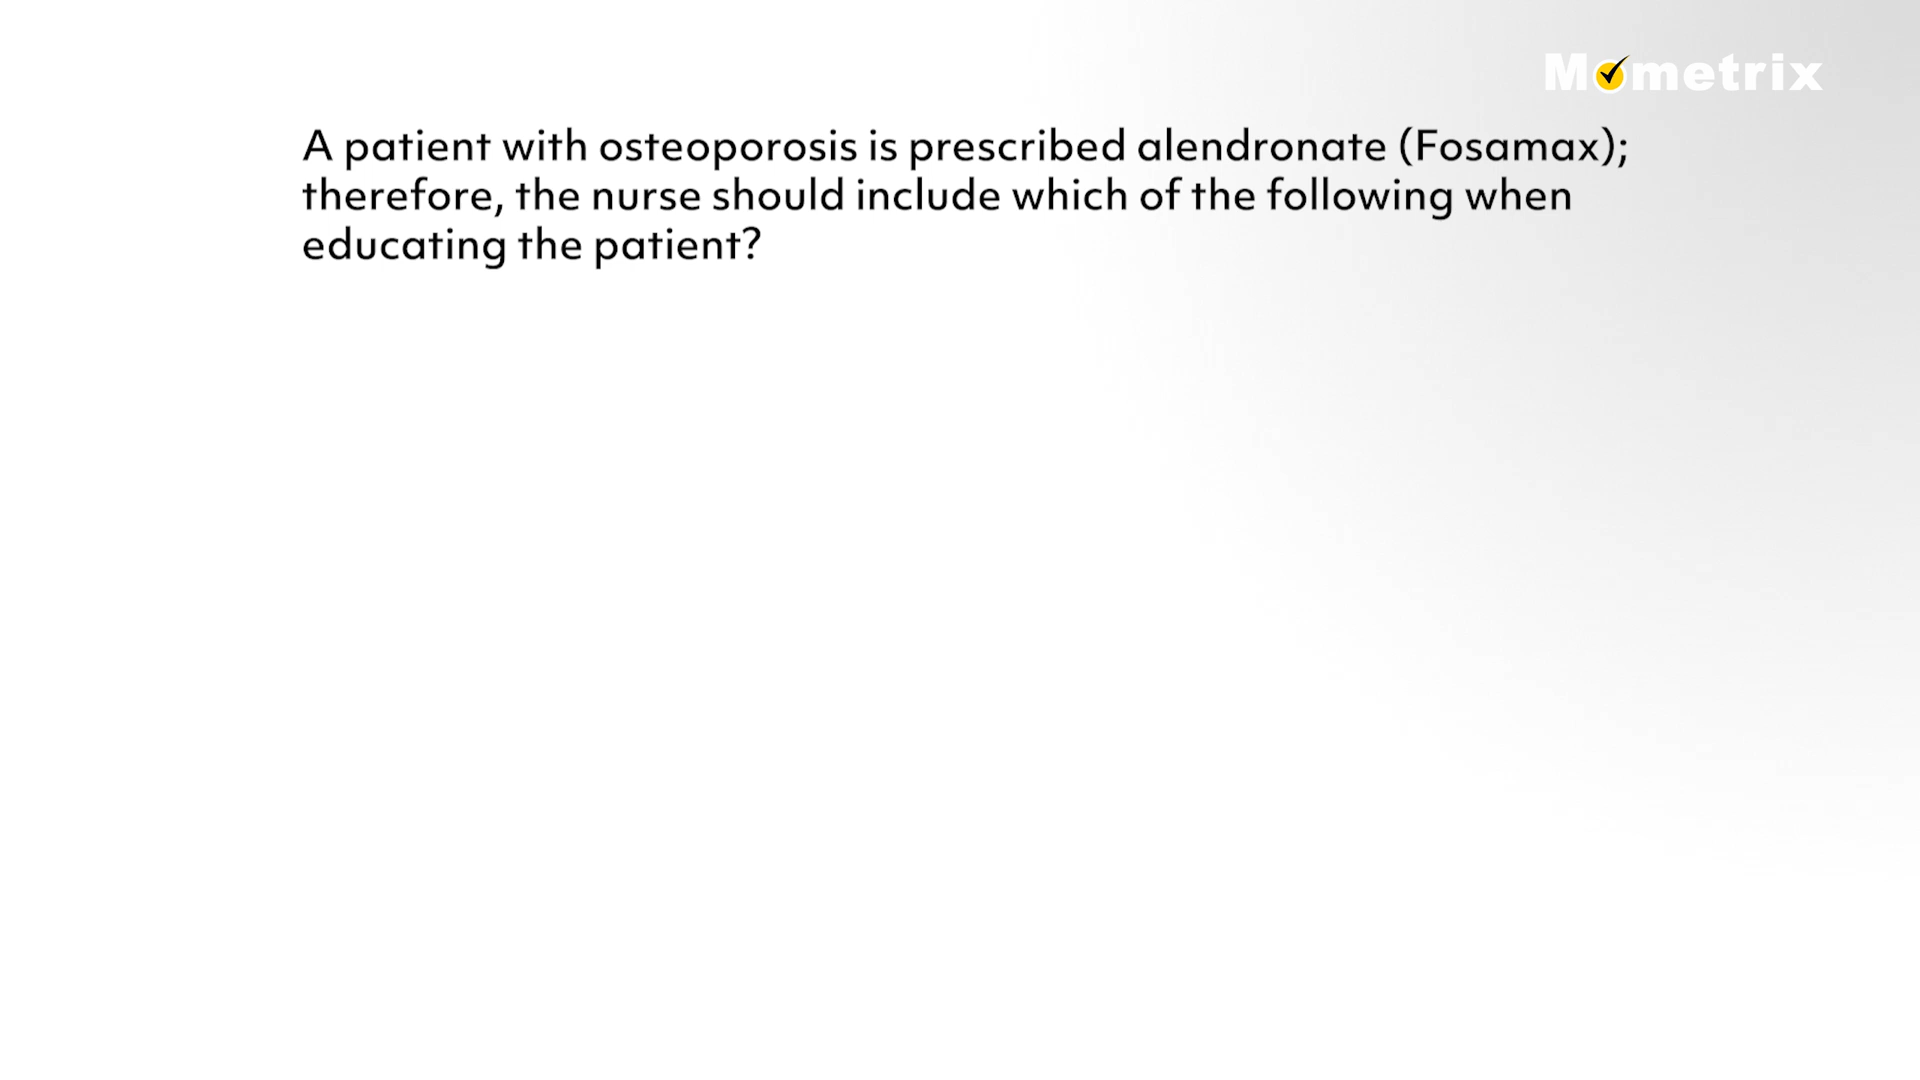 Mometrix
A patient with osteoporosis is prescribed alendronate (Fosamax);
therefore, the nurse should include which of the following when
educating the patient?